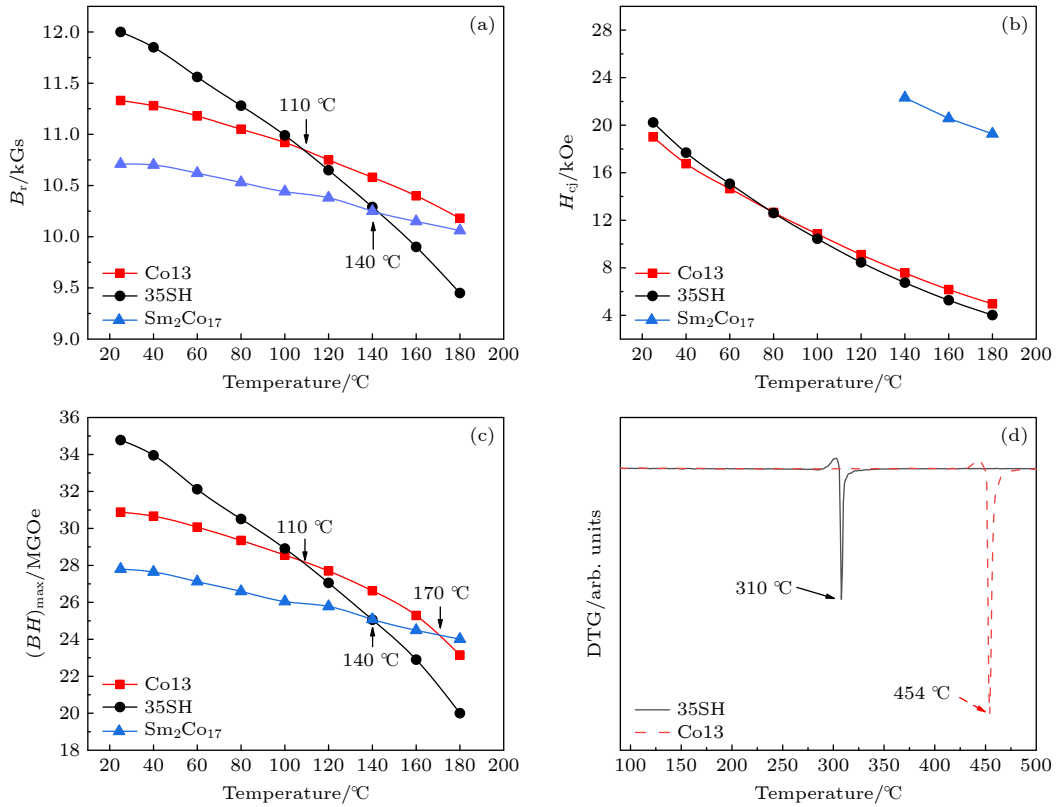 (a)
12.0
11.5
11.0
10.5
10.0
9.5
9.0
B_r/kGs
110 ℃
140 ℃
Co13
35SH
Sm₂Co₁₇
20 40 60 80 100 120 140 160 180 200
Temperature/℃
(b)
28
24
20
16
12
8
4
H_cj/kOe
Co13
35SH
Sm₂Co₁₇
20 40 60 80 100 120 140 160 180 200
Temperature/℃
(c)
36
34
32
30
28
26
24
22
20
18
(BH)_max/MGOe
110 ℃
170 ℃
140 ℃
Co13
35SH
Sm₂Co₁₇
20 40 60 80 100 120 140 160 180 200
Temperature/℃
(d)
DTG/arb. units
310 ℃
454 ℃
35SH
Co13
100 150 200 250 300 350 400 450 500
Temperature/℃